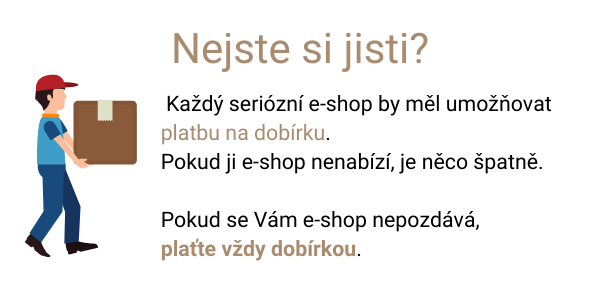 Nejste si jisti?
Každý seriózní e-shop by měl umožňovat
platbu na dobírku.
Pokud ji e-shop nenabízí, je něco špatně.
Pokud se Vám e-shop nepozdává,
plaťte vždy dobírkou.